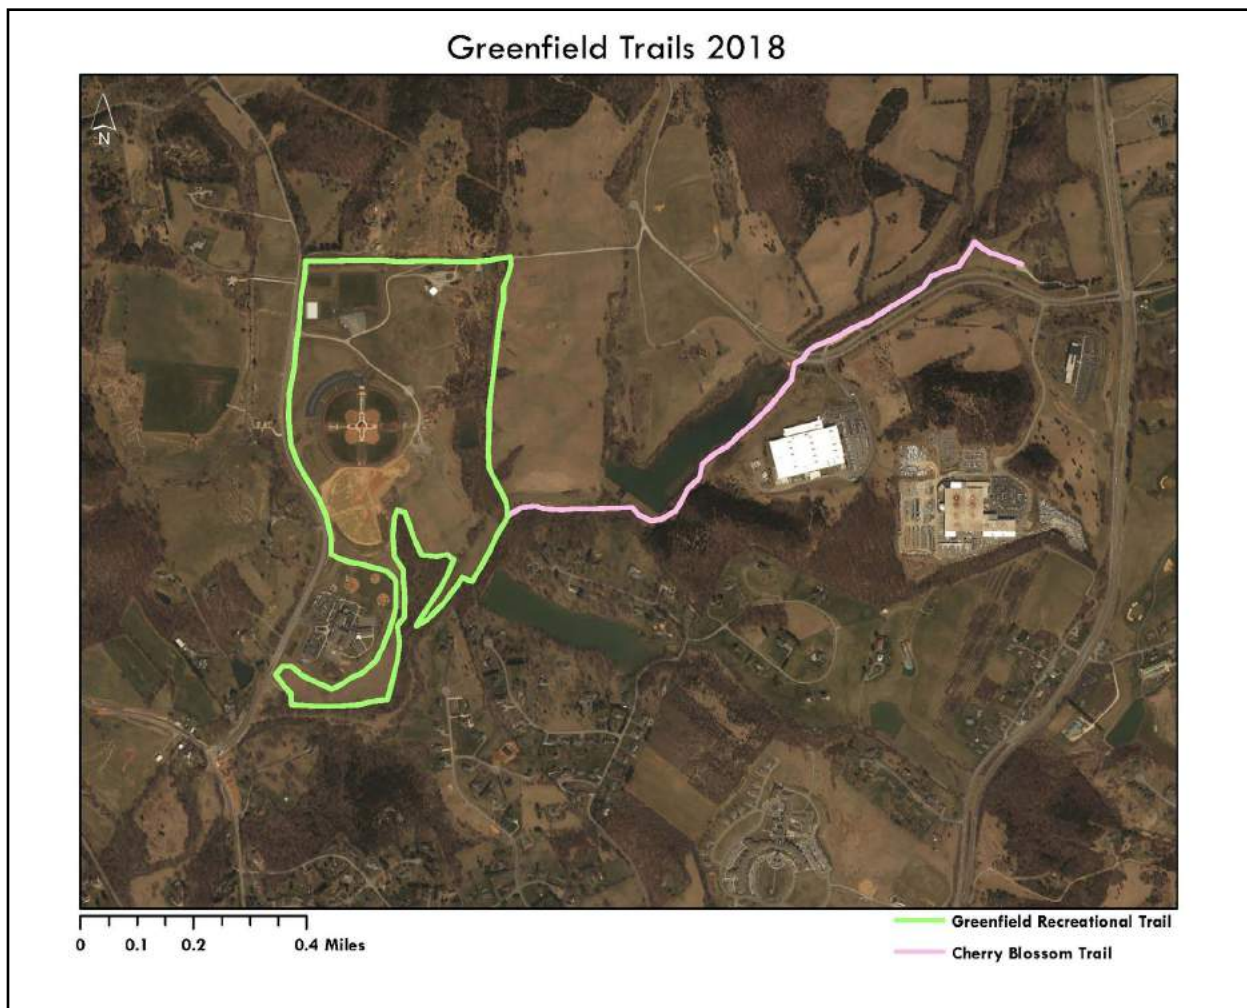 Greenfield Trails 2018
N
0 0.1 0.2 0.4 Miles
Greenfield Recreational Trail
Cherry Blossom Trail